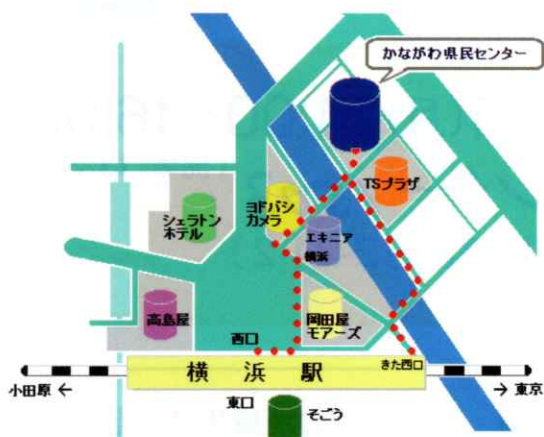 かながわ県民センター
TSプラザ
ヨドバシ
カメラ
シェラトン
ホテル
エキニア
横浜
高島屋
岡田屋
モアーズ
西口
きた西口
横浜駅
小田原 ←
→ 東京
東口
そごう